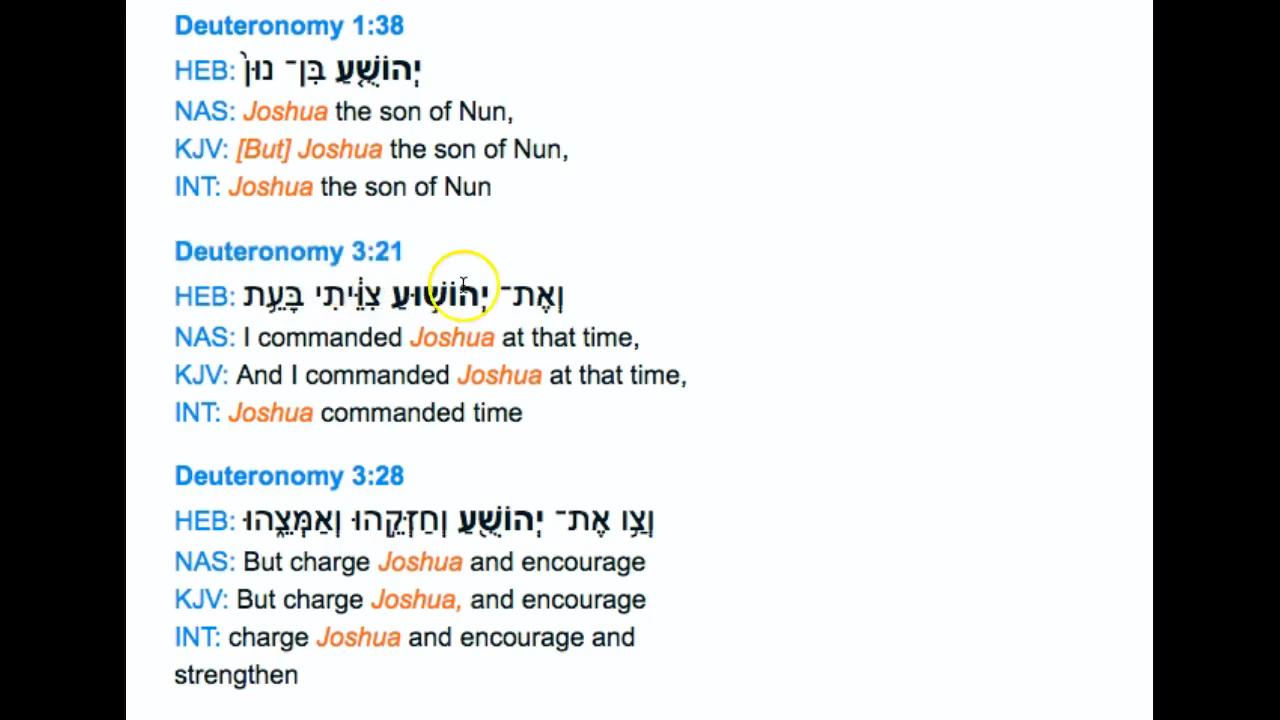 Deuteronomy 1:38
HEB: יְהוֹשֻׁ֤עַ בִּן־ נוּן֙
NAS: Joshua the son of Nun,
KJV: [But] Joshua the son of Nun,
INT: Joshua the son of Nun
Deuteronomy 3:21
HEB: וְאֶת־ יְהוֹשׁ֣וּעַ צִוֵּ֔יתִי בָּעֵ֥ת
NAS: I commanded Joshua at that time,
KJV: And I commanded Joshua at that time,
INT: Joshua commanded time
Deuteronomy 3:28
HEB: וְצַ֥ו אֶת־ יְהוֹשֻׁ֖עַ וְחַזְּקֵ֣הוּ וְאַמְּצֵ֑הוּ
NAS: But charge Joshua and encourage
KJV: But charge Joshua, and encourage
INT: charge Joshua and encourage and
strengthen